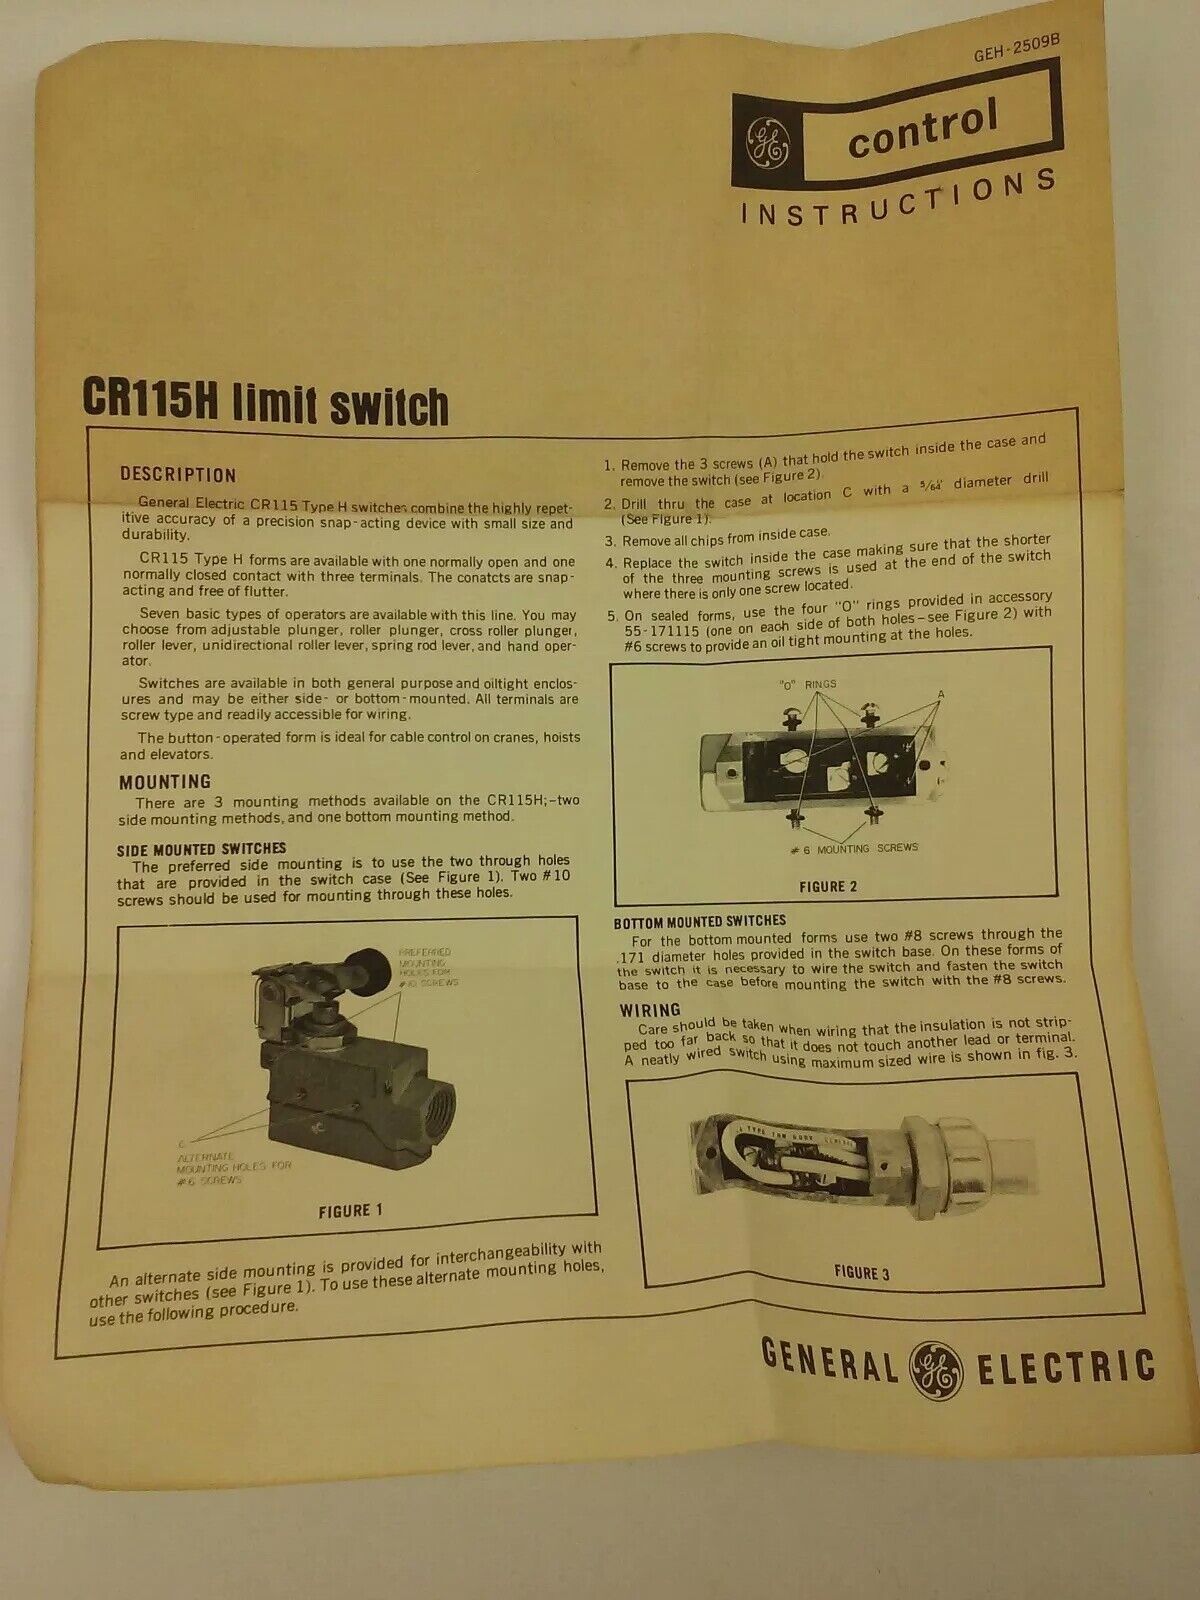 GEH-2509B
GE control
INSTRUCTIONS
CR115H limit switch
DESCRIPTION
General Electric CR115 Type H switches combine the highly repet-
itive accuracy of a precision snap-acting device with small size and
durability.
CR115 Type H forms are available with one normally open and one
normally closed contact with three terminals. The conatcts are snap-
acting and free of flutter.
Seven basic types of operators are available with this line. You may
choose from adjustable plunger, roller plunger, cross roller plunger,
roller lever, unidirectional roller lever, spring rod lever, and hand oper-
ator.
Switches are available in both general purpose and oiltight enclos-
ures and may be either side- or bottom-mounted. All terminals are
screw type and readily accessible for wiring.
The button-operated form is ideal for cable control on cranes, hoists
and elevators.
MOUNTING
There are 3 mounting methods available on the CR115H;-two
side mounting methods, and one bottom mounting method.
SIDE MOUNTED SWITCHES
The preferred side mounting is to use the two through holes
that are provided in the switch case (See Figure 1). Two #10
screws should be used for mounting through these holes.
PREFERRED
MOUNTING
HOLES FOR
#10 SCREWS
C
ALTERNATE
MOUNTING HOLES FOR
#6 SCREWS
FIGURE 1
An alternate side mounting is provided for interchangeability with
other switches (see Figure 1). To use these alternate mounting holes,
use the following procedure.
1. Remove the 3 screws (A) that hold the switch inside the case and
remove the switch (see Figure 2).
2. Drill thru the case at location C with a 5/64" diameter drill
(See Figure 1).
3. Remove all chips from inside case.
4. Replace the switch inside the case making sure that the shorter
of the three mounting screws is used at the end of the switch
where there is only one screw located.
5. On sealed forms, use the four "O" rings provided in accessory
55-171115 (one on each side of both holes-see Figure 2) with
#6 screws to provide an oil tight mounting at the holes.
"O" RINGS
A
#6 MOUNTING SCREWS
FIGURE 2
BOTTOM MOUNTED SWITCHES
For the bottom mounted forms use two #8 screws through the
.171 diameter holes provided in the switch base. On these forms of
the switch it is necessary to wire the switch and fasten the switch
base to the case before mounting the switch with the #8 screws.
WIRING
Care should be taken when wiring that the insulation is not strip-
ped too far back so that it does not touch another lead or terminal.
A neatly wired switch using maximum sized wire is shown in fig. 3.
TYPE THW 600V
FIGURE 3
GENERAL GE ELECTRIC